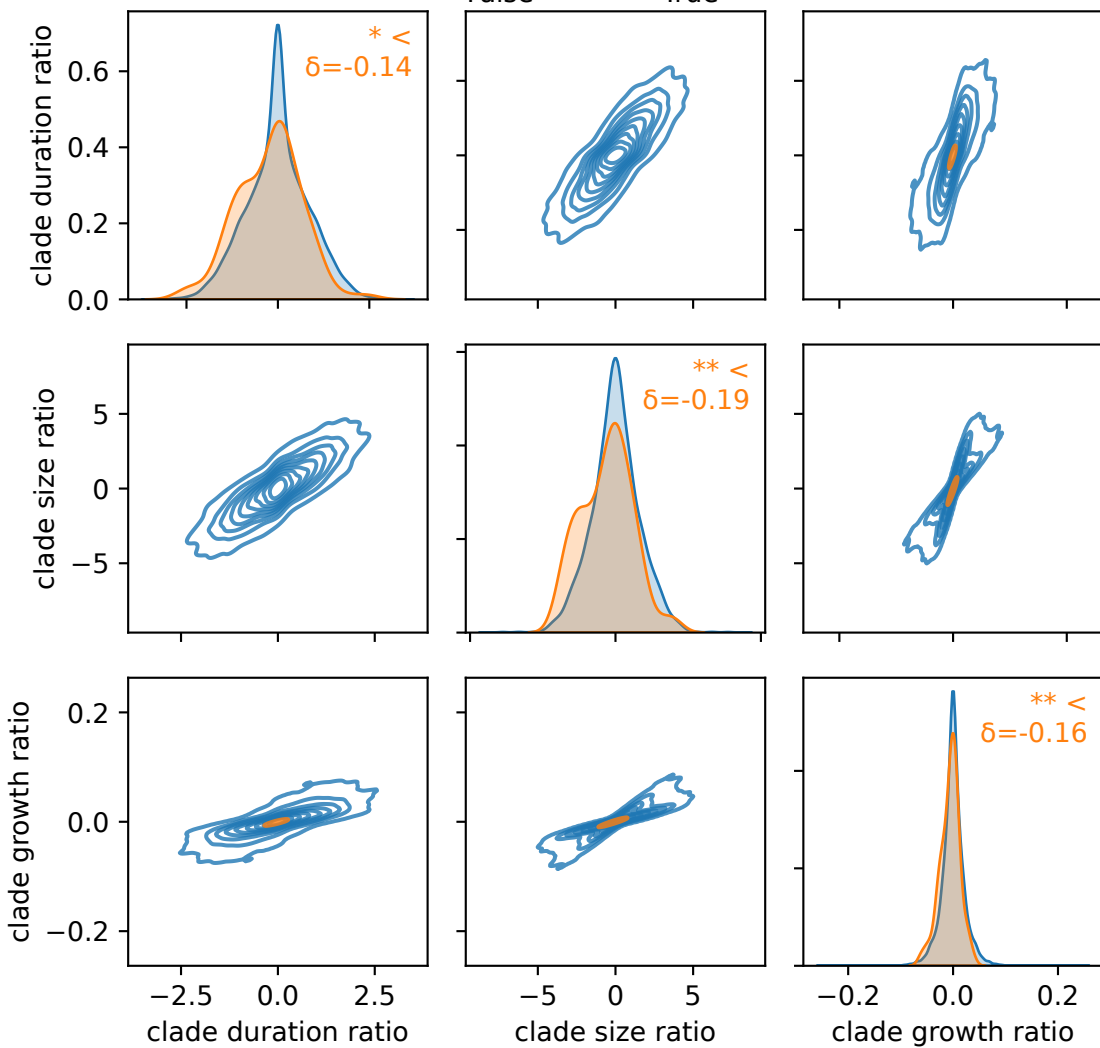 clade duration ratio
0.6
0.4
0.2
0.0
* <
δ=-0.14
clade size ratio
5
0
−5
** <
δ=-0.19
clade growth ratio
0.2
0.0
−0.2
** <
δ=-0.16
−2.5 0.0 2.5
−5 0 5
−0.2 0.0 0.2
clade duration ratio
clade size ratio
clade growth ratio